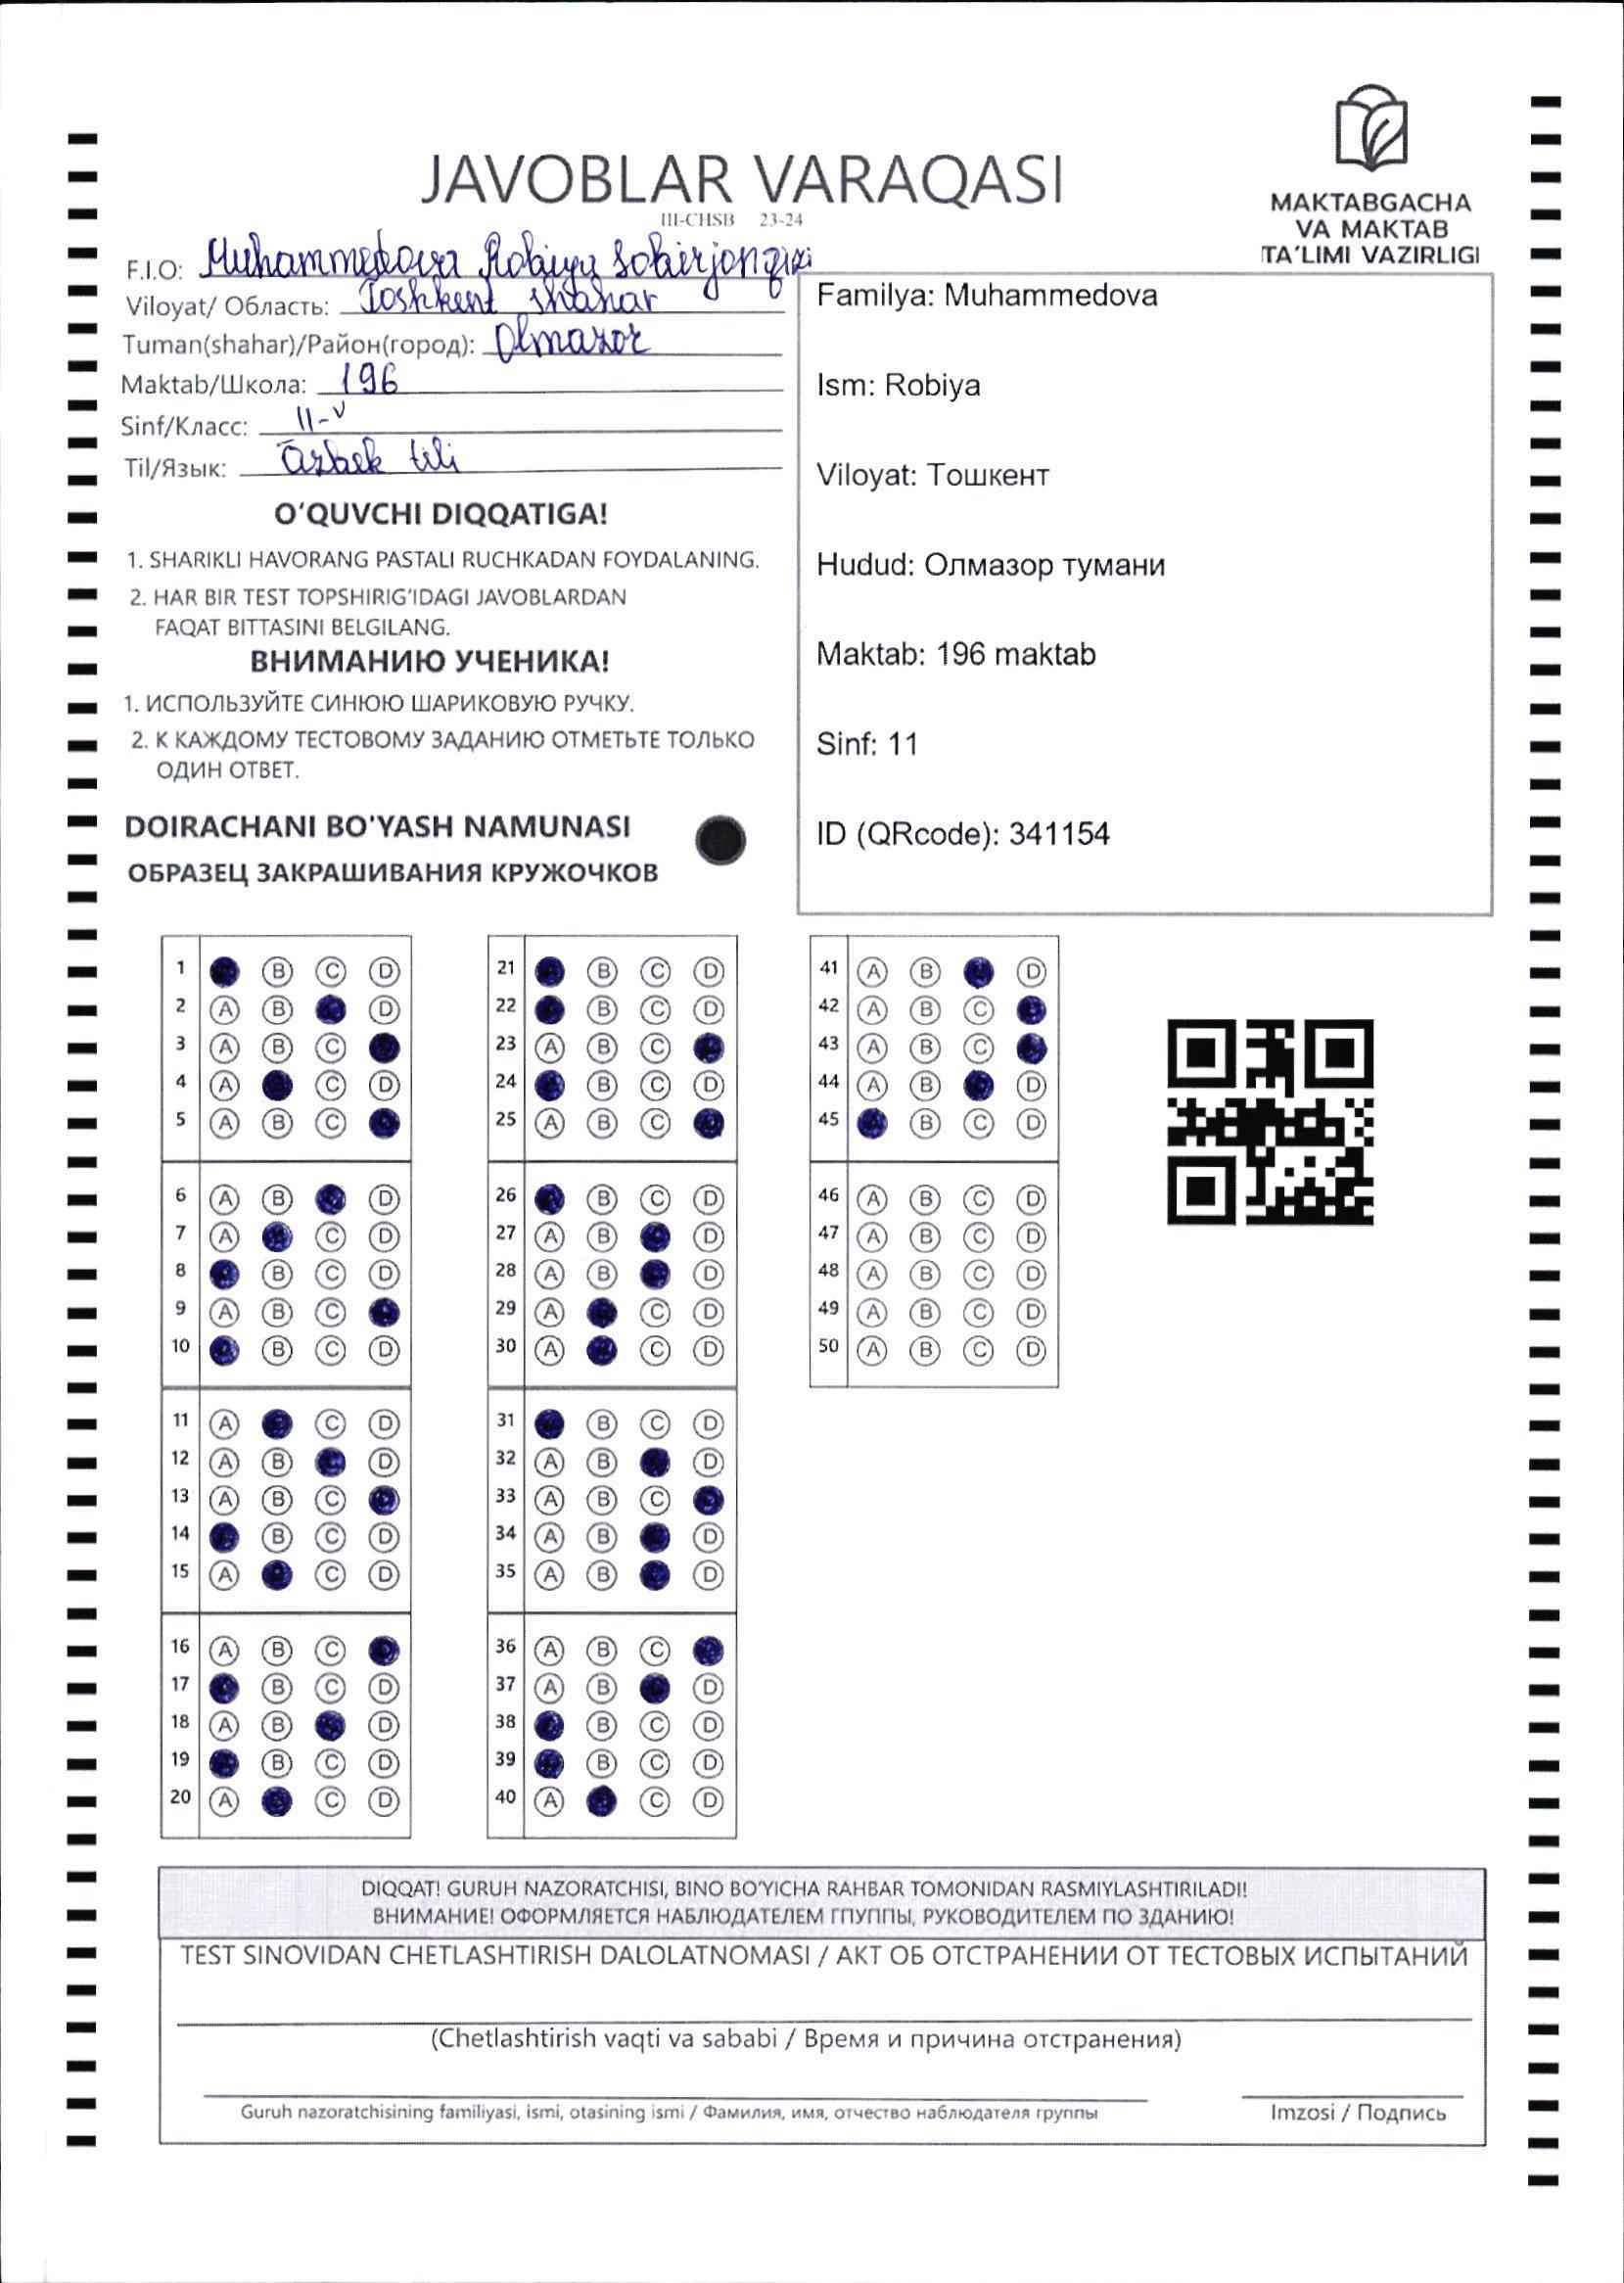 JAVOBLAR VARAQASI
III-CHSB 23-24
MAKTABGACHA
VA MAKTAB
TA'LIMI VAZIRLIGI
F.I.O: Muhammedova Robiya Sobirjon qizi
Viloyat/ Область: Toshkent shahar
Tuman(shahar)/Район(город): Olmazor
Maktab/Школа: 196
Sinf/Класс: 11-V
Til/Язык: Ōzbek tili
O'QUVCHI DIQQATIGA!
1. SHARIKLI HAVORANG PASTALI RUCHKADAN FOYDALANING.
2. HAR BIR TEST TOPSHIRIG'IDAGI JAVOBLARDAN
FAQAT BITTASINI BELGILANG.
ВНИМАНИЮ УЧЕНИКА!
1. ИСПОЛЬЗУЙТЕ СИНЮЮ ШАРИКОВУЮ РУЧКУ.
2. К КАЖДОМУ ТЕСТОВОМУ ЗАДАНИЮ ОТМЕТЬТЕ ТОЛЬКО
ОДИН ОТВЕТ.
DOIRACHANI BO'YASH NAMUNASI
ОБРАЗЕЦ ЗАКРАШИВАНИЯ КРУЖОЧКОВ
Familya: Muhammedova
Ism: Robiya
Viloyat: Тошкент
Hudud: Олмазор тумани
Maktab: 196 maktab
Sinf: 11
ID (QRcode): 341154
1 B C D
2 A B D
3 A B C
4 A C D
5 A B C
6 A B D
7 A C D
8 B C D
9 A B C
10 B C D
11 A C D
12 A B D
13 A B C
14 B C D
15 A C D
16 A B C
17 B C D
18 A B D
19 B C D
20 A C D
21 B C D
22 B C D
23 A B C
24 B C D
25 A B C
26 B C D
27 A B D
28 A B D
29 A C D
30 A C D
31 B C D
32 A B D
33 A B C
34 A B D
35 A B D
36 A B C
37 A B D
38 B C D
39 B C D
40 A C D
41 A B D
42 A B C
43 A B C
44 A B D
45 B C D
46 A B C D
47 A B C D
48 A B C D
49 A B C D
50 A B C D
DIQQAT! GURUH NAZORATCHISI, BINO BO'YICHA RAHBAR TOMONIDAN RASMIYLASHTIRILADI!
ВНИМАНИЕ! ОФОРМЛЯЕТСЯ НАБЛЮДАТЕЛЕМ ГПУППЫ, РУКОВОДИТЕЛЕМ ПО ЗДАНИЮ!
TEST SINOVIDAN CHETLASHTIRISH DALOLATNOMASI / АКТ ОБ ОТСТРАНЕНИИ ОТ ТЕСТОВЫХ ИСПЫТАНИЙ
(Chetlashtirish vaqti va sababi / Время и причина отстранения)
Guruh nazoratchisining familiyasi, ismi, otasining ismi / Фамилия, имя, отчество наблюдателя группы
Imzosi / Подпись